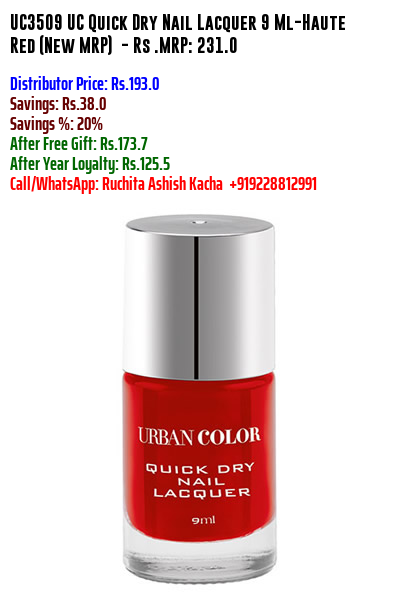 UC3509 UC Quick Dry Nail Lacquer 9 Ml-Haute
Red (New MRP) - Rs .MRP: 231.0
Distributor Price: Rs.193.0
Savings: Rs.38.0
Savings %: 20%
After Free Gift: Rs.173.7
After Year Loyalty: Rs.125.5
Call/WhatsApp: Ruchita Ashish Kacha +919228812991
URBAN COLOR
QUICK DRY
NAIL
LACQUER
9ml